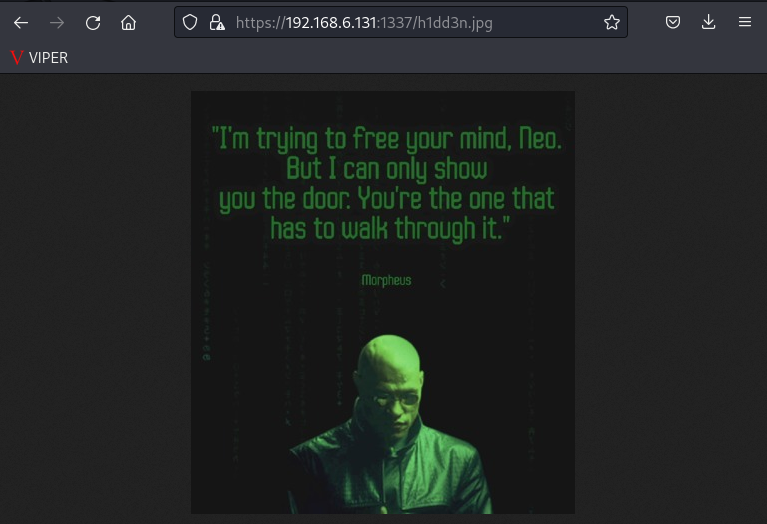 https://192.168.6.131:1337/h1dd3n.jpg
V VIPER
"I'm trying to free your mind, Neo.
But I can only show
you the door. You're the one that
has to walk through it."
Morpheus